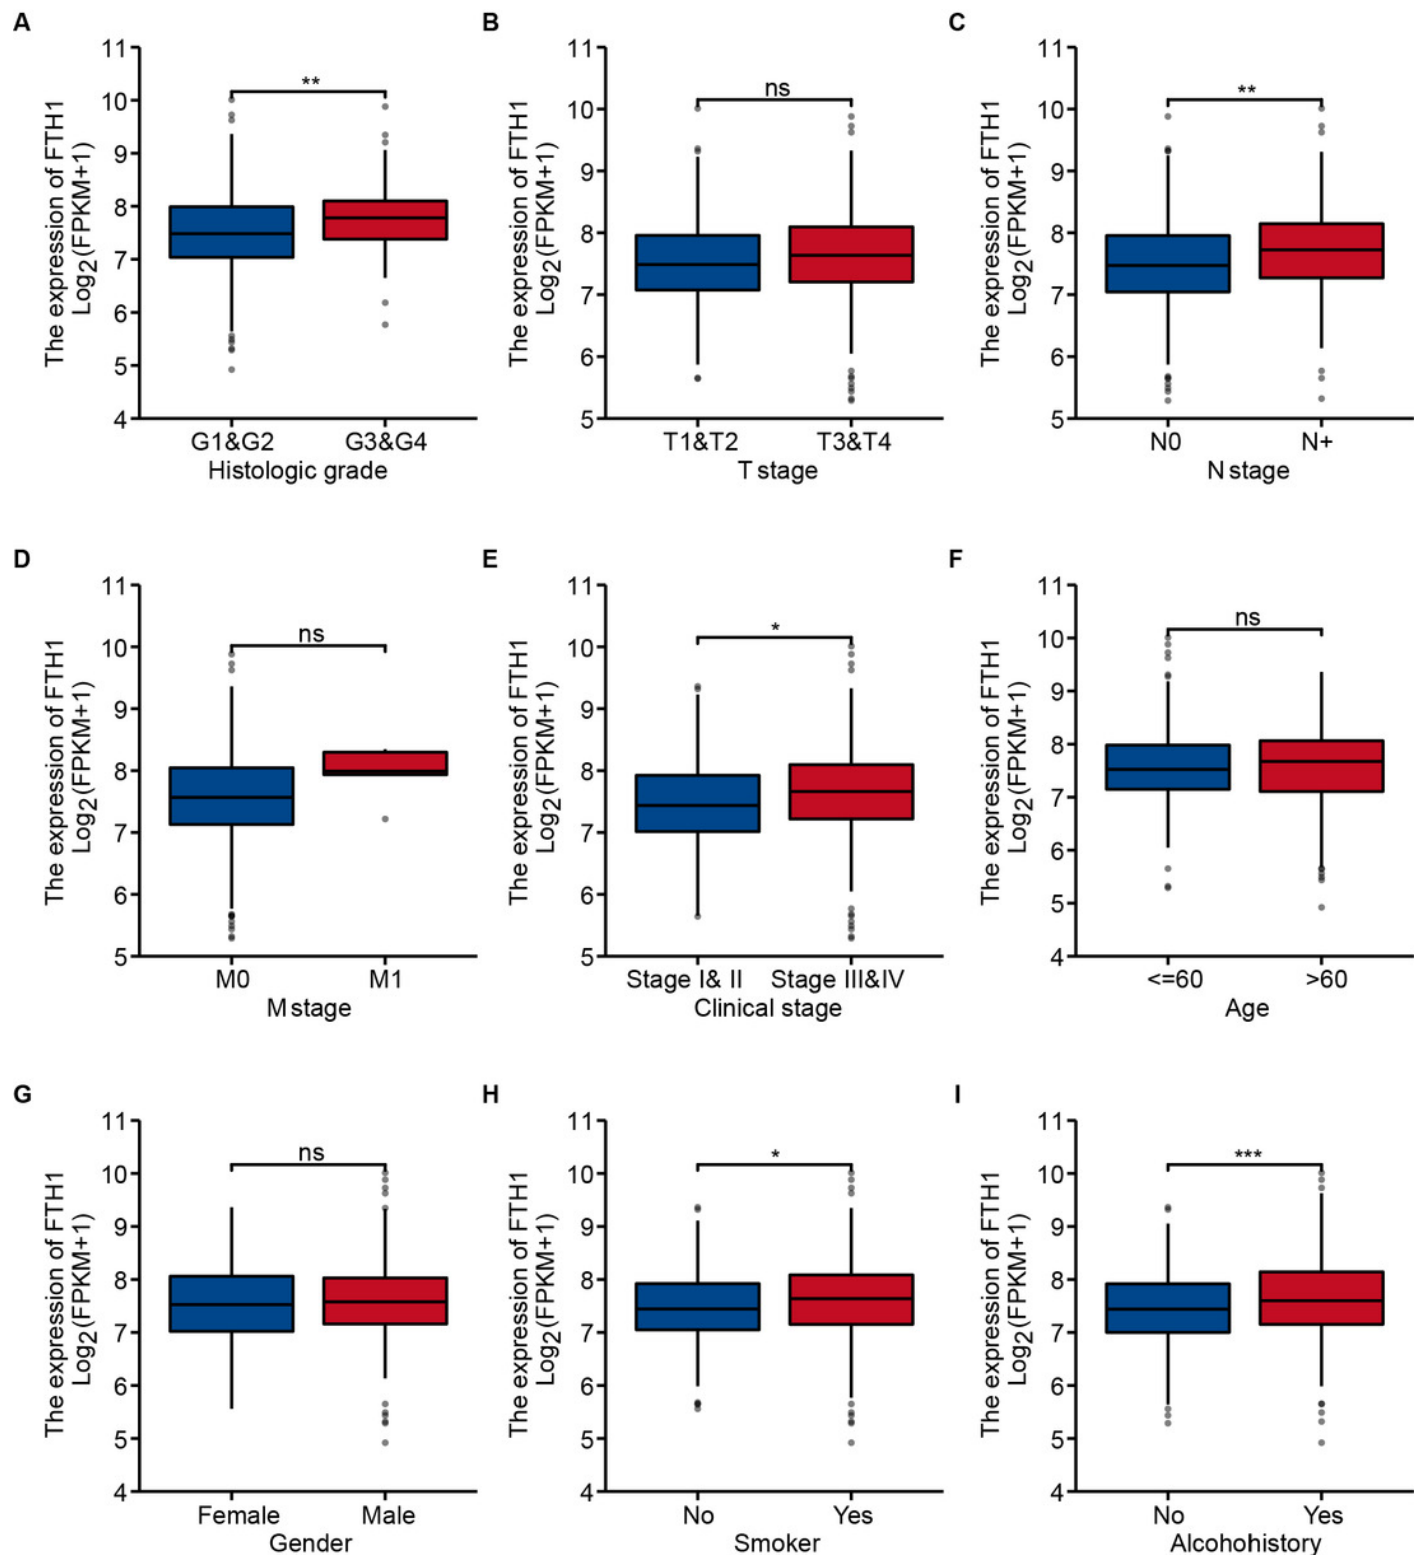 A
The expression of FTH1
Log2(FPKM+1)
11
10
9
8
7
6
5
4
**
G1&G2 G3&G4
Histologic grade
B
The expression of FTH1
Log2(FPKM+1)
11
10
9
8
7
6
5
ns
T1&T2 T3&T4
T stage
C
The expression of FTH1
Log2(FPKM+1)
11
10
9
8
7
6
5
**
N0 N+
N stage
D
The expression of FTH1
Log2(FPKM+1)
11
10
9
8
7
6
5
ns
M0 M1
M stage
E
The expression of FTH1
Log2(FPKM+1)
11
10
9
8
7
6
5
*
Stage I& II Stage III&IV
Clinical stage
F
The expression of FTH1
Log2(FPKM+1)
11
10
9
8
7
6
5
4
ns
<=60 >60
Age
G
The expression of FTH1
Log2(FPKM+1)
11
10
9
8
7
6
5
4
ns
Female Male
Gender
H
The expression of FTH1
Log2(FPKM+1)
11
10
9
8
7
6
5
4
*
No Yes
Smoker
I
The expression of FTH1
Log2(FPKM+1)
11
10
9
8
7
6
5
4
***
No Yes
Alcohohistory